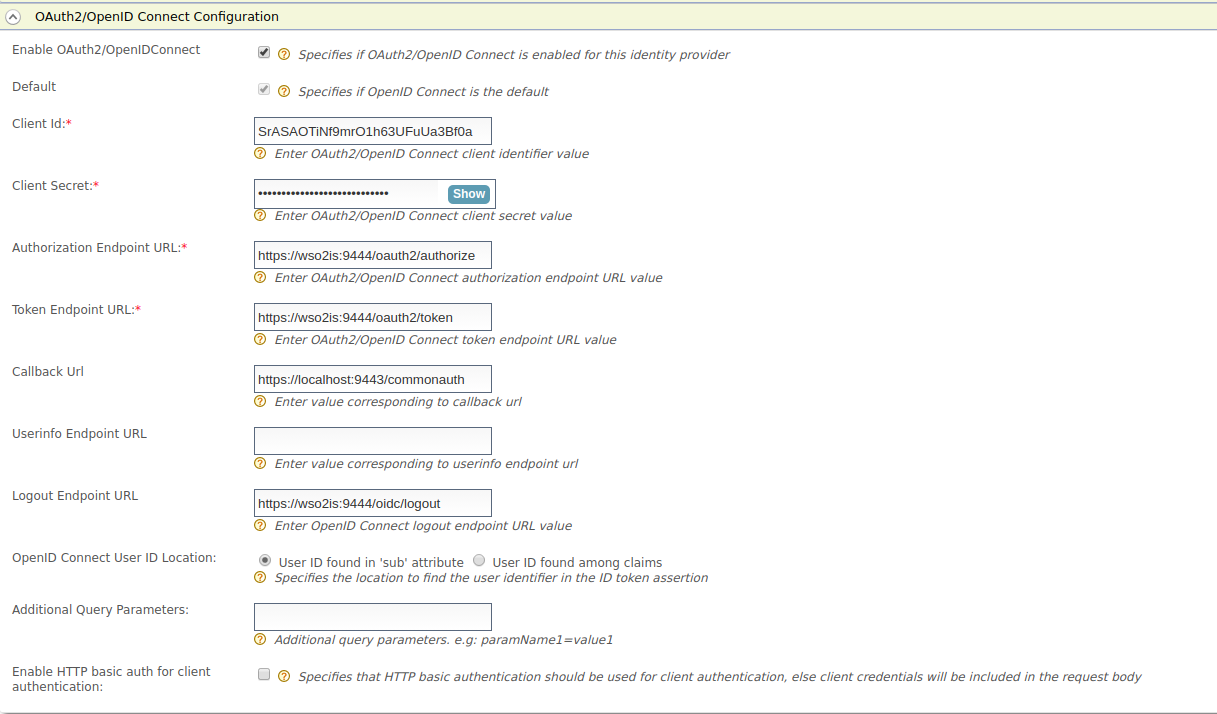 OAuth2/OpenID Connect Configuration
Enable OAuth2/OpenIDConnect
Specifies if OAuth2/OpenID Connect is enabled for this identity provider
Default
Specifies if OpenID Connect is the default
Client Id:*
SrASAOTiNf9mrO1h63UFuUa3Bf0a
Enter OAuth2/OpenID Connect client identifier value
Client Secret:*
••••••••••••••••••••••••••••
Show
Enter OAuth2/OpenID Connect client secret value
Authorization Endpoint URL:*
https://wso2is:9444/oauth2/authorize
Enter OAuth2/OpenID Connect authorization endpoint URL value
Token Endpoint URL:*
https://wso2is:9444/oauth2/token
Enter OAuth2/OpenID Connect token endpoint URL value
Callback Url
https://localhost:9443/commonauth
Enter value corresponding to callback url
Userinfo Endpoint URL
Enter value corresponding to userinfo endpoint url
Logout Endpoint URL
https://wso2is:9444/oidc/logout
Enter OpenID Connect logout endpoint URL value
OpenID Connect User ID Location:
User ID found in 'sub' attribute User ID found among claims
Specifies the location to find the user identifier in the ID token assertion
Additional Query Parameters:
Additional query parameters. e.g: paramName1=value1
Enable HTTP basic auth for client
authentication:
Specifies that HTTP basic authentication should be used for client authentication, else client credentials will be included in the request body